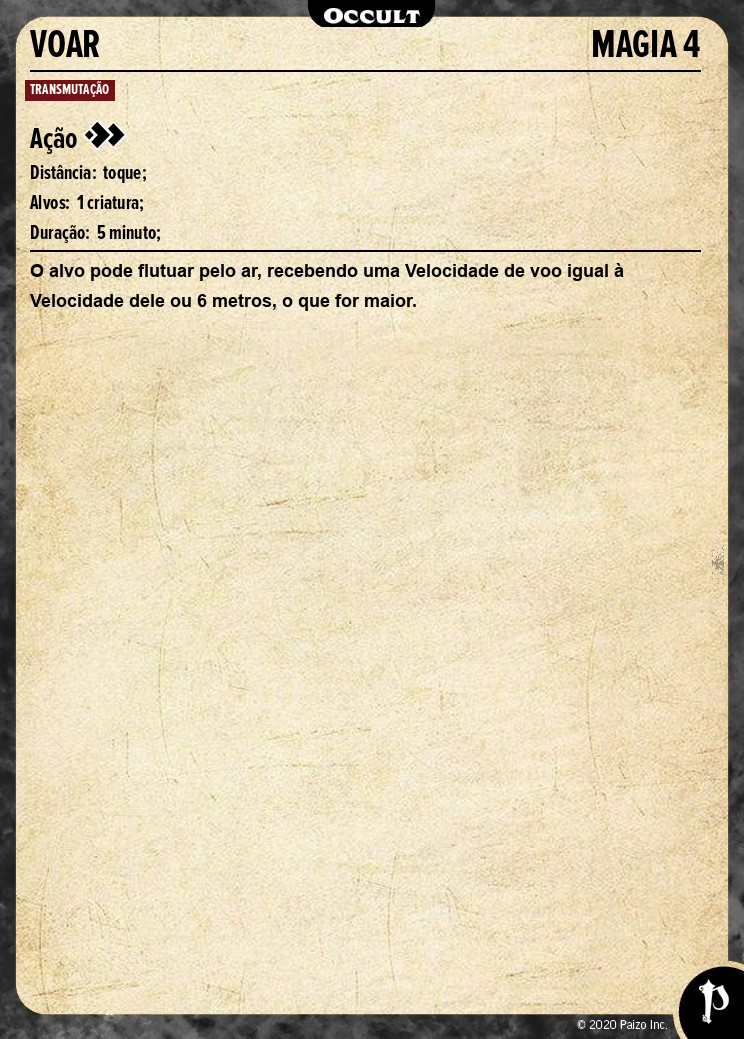 OCCULT
VOAR MAGIA 4
TRANSMUTAÇÃO
Ação
Distância: toque;
Alvos: 1 criatura;
Duração: 5 minuto;
O alvo pode flutuar pelo ar, recebendo uma Velocidade de voo igual à
Velocidade dele ou 6 metros, o que for maior.
© 2020 Paizo Inc.
P